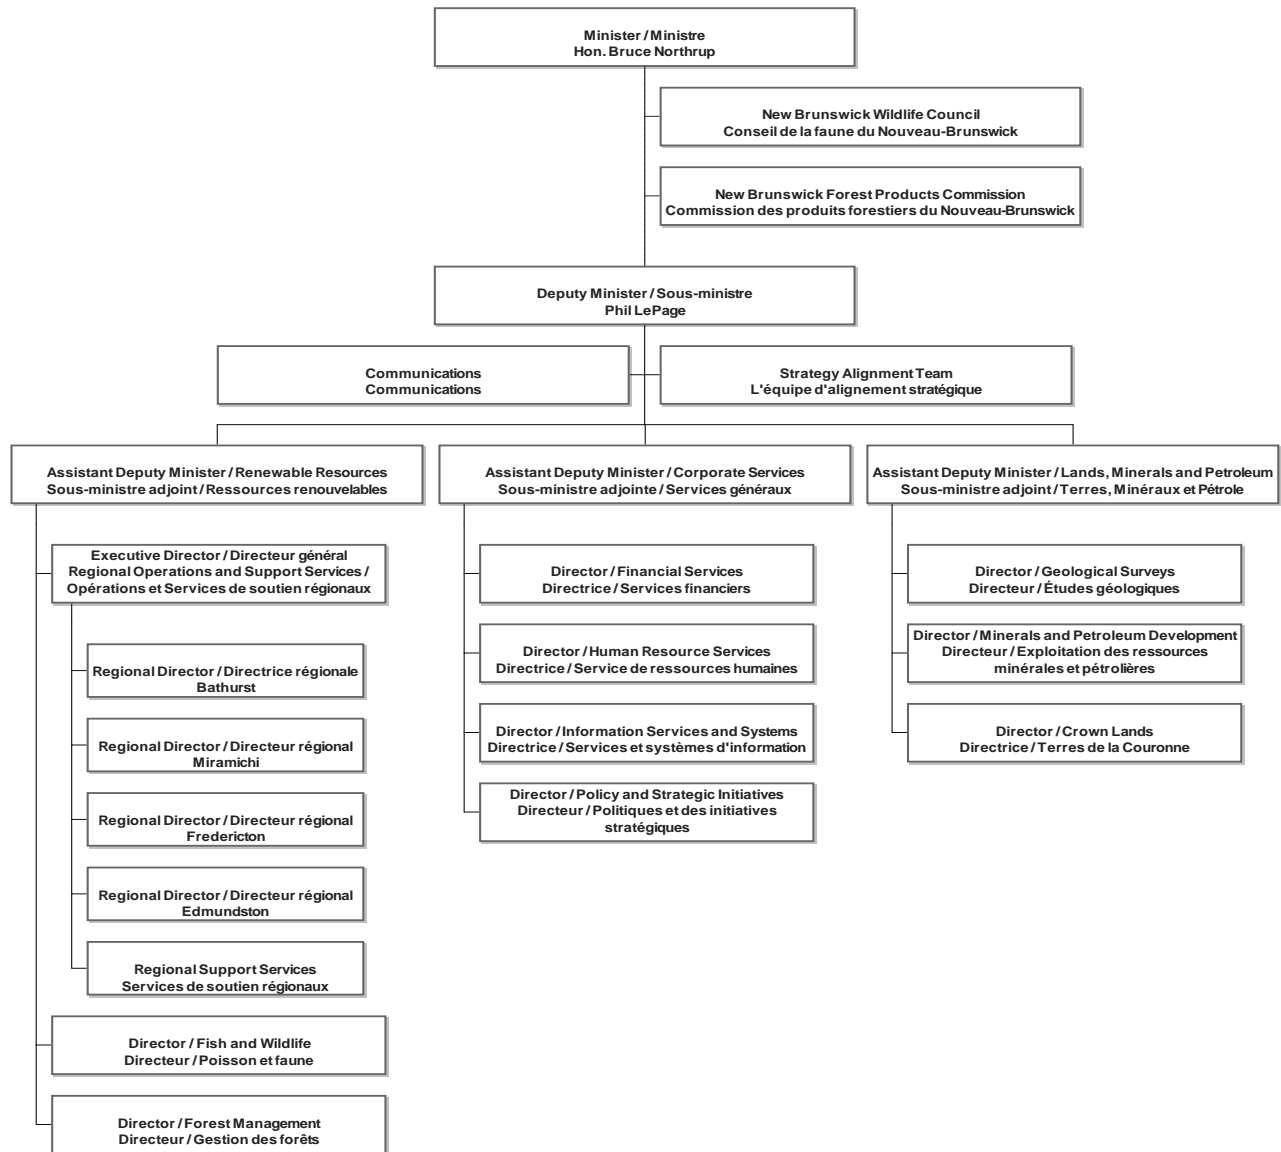 Minister / Ministre
Hon. Bruce Northrup
New Brunswick Wildlife Council
Conseil de la faune du Nouveau-Brunswick
New Brunswick Forest Products Commission
Commission des produits forestiers du Nouveau-Brunswick
Deputy Minister / Sous-ministre
Phil LePage
Communications
Communications
Strategy Alignment Team
L'équipe d'alignement stratégique
Assistant Deputy Minister / Renewable Resources
Sous-ministre adjoint / Ressources renouvelables
Executive Director / Directeur général
Regional Operations and Support Services /
Opérations et Services de soutien régionaux
Regional Director / Directrice régionale
Bathurst
Regional Director / Directeur régional
Miramichi
Regional Director / Directeur régional
Fredericton
Regional Director / Directeur régional
Edmundston
Regional Support Services
Services de soutien régionaux
Director / Fish and Wildlife
Directeur / Poisson et faune
Director / Forest Management
Directeur / Gestion des forêts
Assistant Deputy Minister / Corporate Services
Sous-ministre adjointe / Services généraux
Director / Financial Services
Directrice / Services financiers
Director / Human Resource Services
Directrice / Service de ressources humaines
Director / Information Services and Systems
Directrice / Services et systèmes d'information
Director / Policy and Strategic Initiatives
Directeur / Politiques et des initiatives
stratégiques
Assistant Deputy Minister / Lands, Minerals and Petroleum
Sous-ministre adjoint / Terres, Minéraux et Pétrole
Director / Geological Surveys
Directeur / Études géologiques
Director / Minerals and Petroleum Development
Directeur / Exploitation des ressources
minérales et pétrolières
Director / Crown Lands
Directrice / Terres de la Couronne